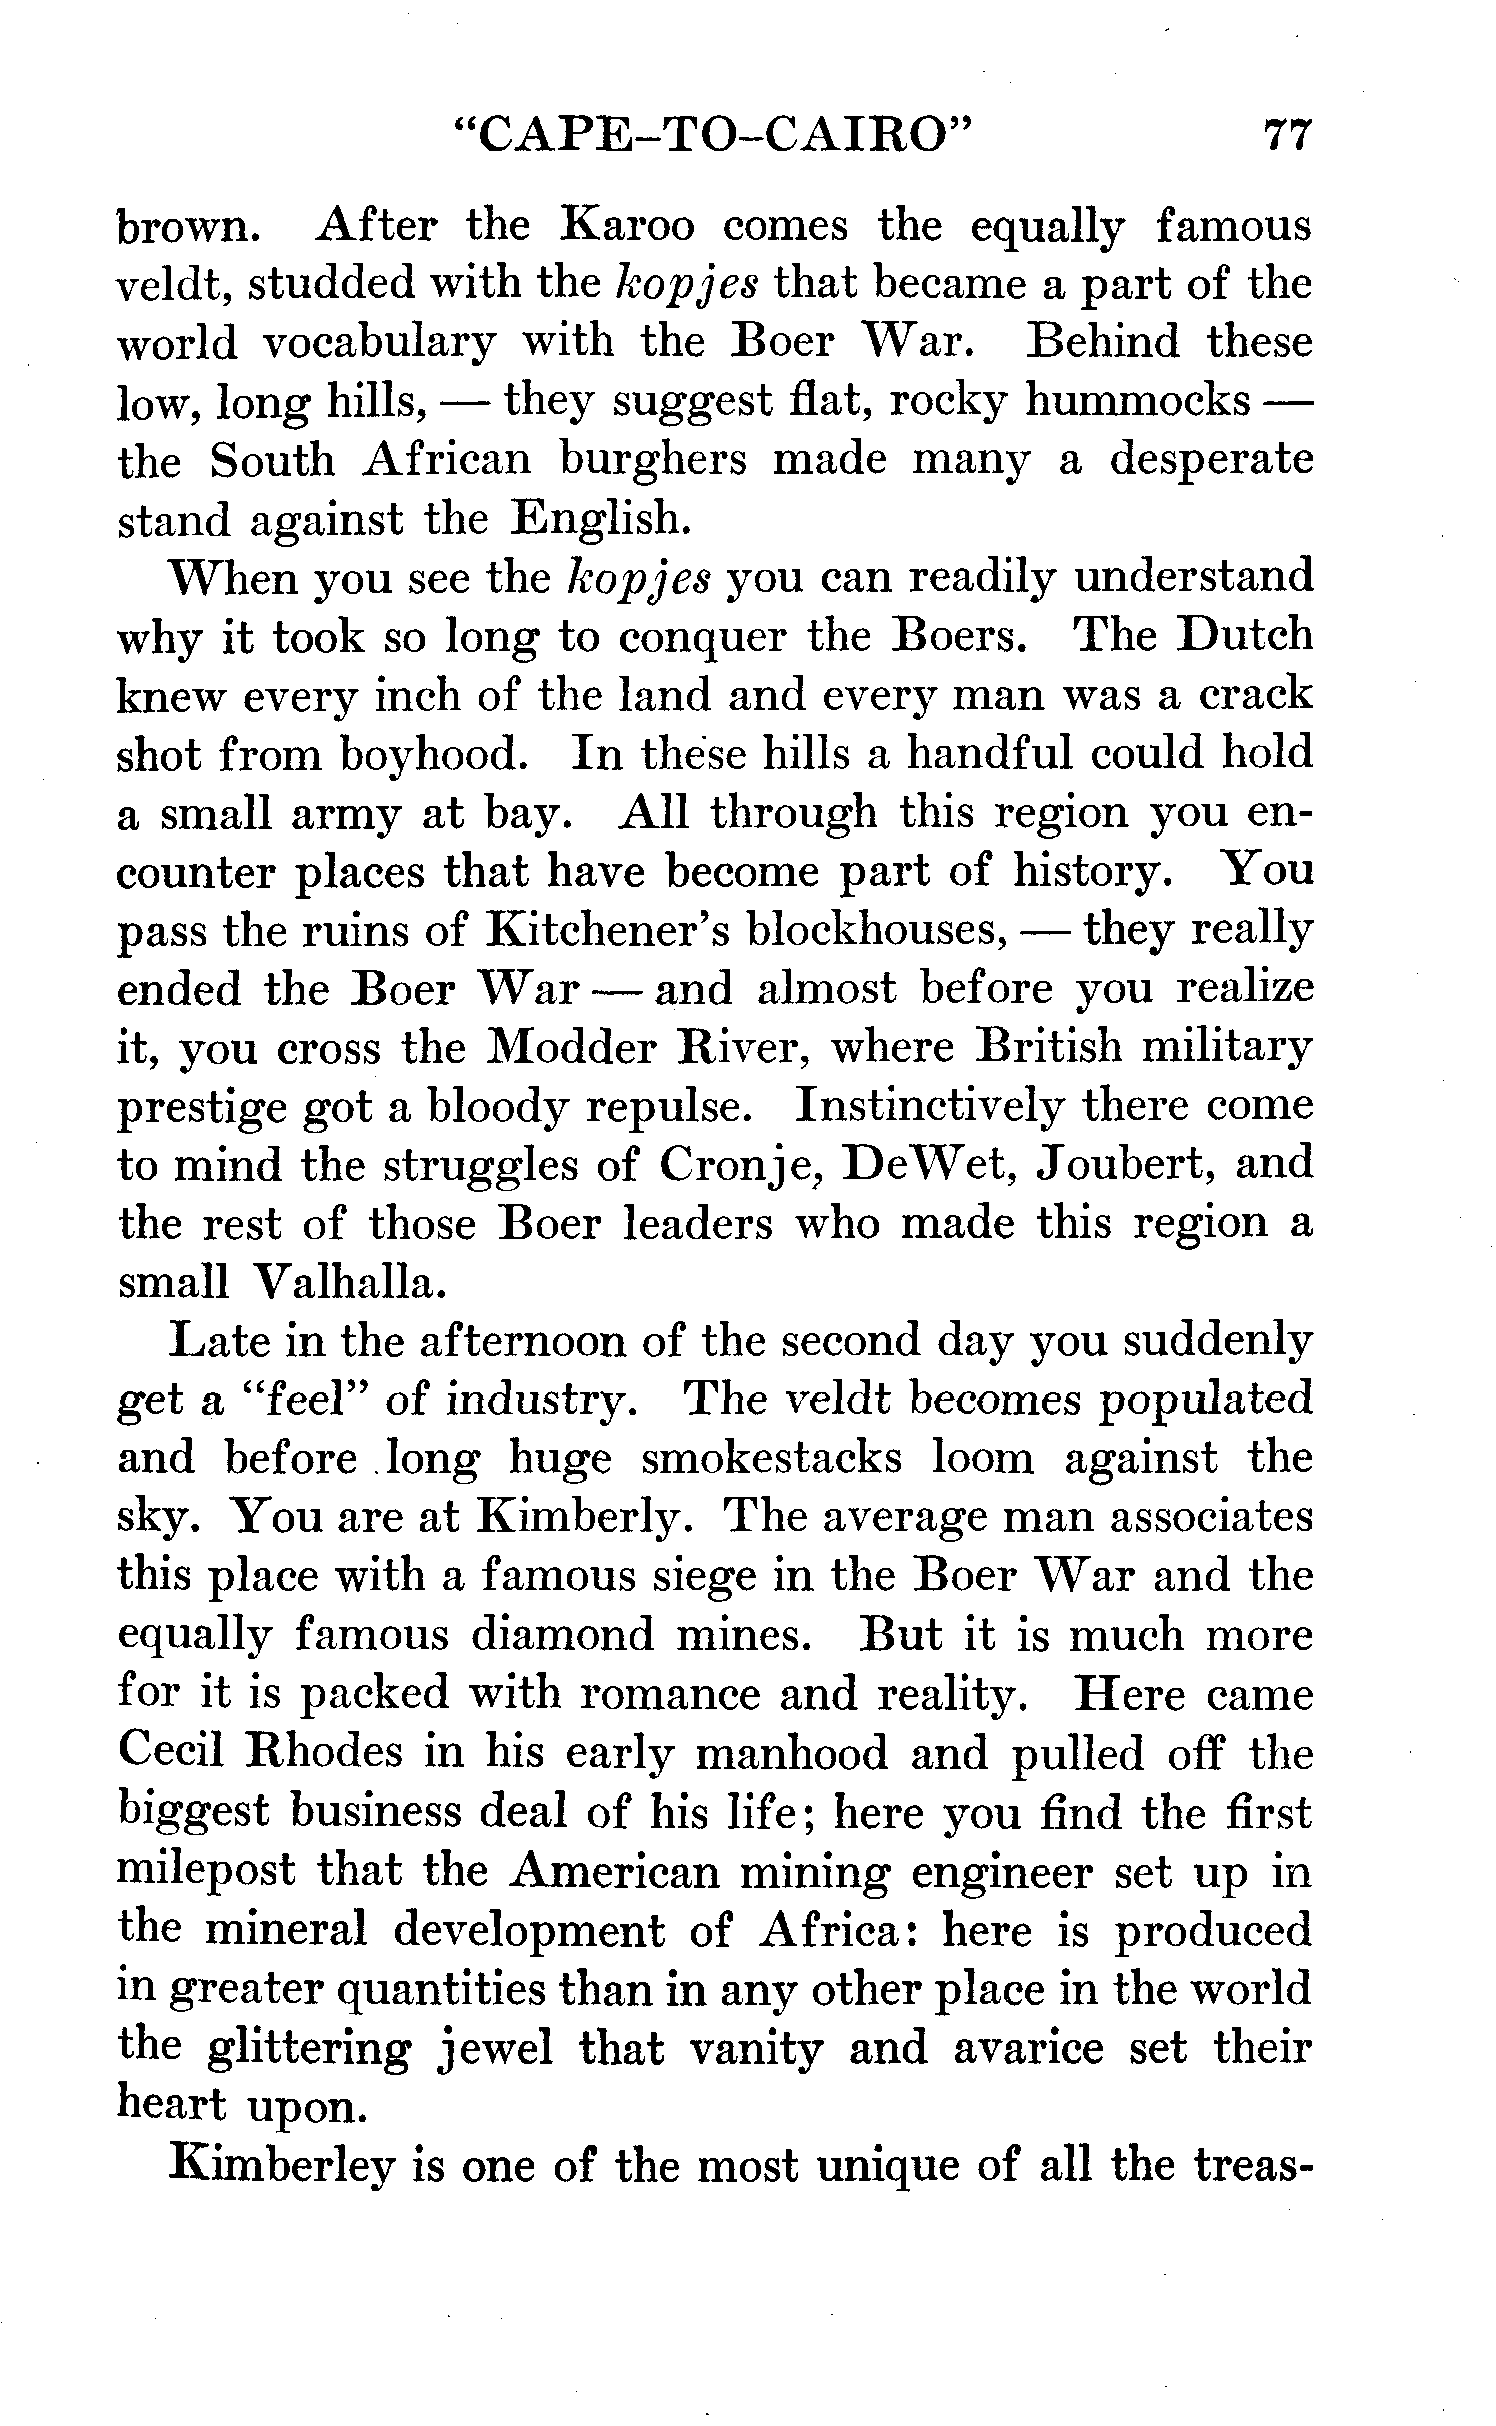 "CAPE-TO-CAIRO" 77
brown. After the Karoo comes the equally famous
veldt, studded with the kopjes that became a part of the
world vocabulary with the Boer War. Behind these
low, long hills, — they suggest flat, rocky hummocks —
the South African burghers made many a desperate
stand against the English.
When you see the kopjes you can readily understand
why it took so long to conquer the Boers. The Dutch
knew every inch of the land and every man was a crack
shot from boyhood. In these hills a handful could hold
a small army at bay. All through this region you en-
counter places that have become part of history. You
pass the ruins of Kitchener's blockhouses, — they really
ended the Boer War — and almost before you realize
it, you cross the Modder River, where British military
prestige got a bloody repulse. Instinctively there come
to mind the struggles of Cronje, DeWet, Joubert, and
the rest of those Boer leaders who made this region a
small Valhalla.
Late in the afternoon of the second day you suddenly
get a "feel" of industry. The veldt becomes populated
and before long huge smokestacks loom against the
sky. You are at Kimberly. The average man associates
this place with a famous siege in the Boer War and the
equally famous diamond mines. But it is much more
for it is packed with romance and reality. Here came
Cecil Rhodes in his early manhood and pulled off the
biggest business deal of his life; here you find the first
milepost that the American mining engineer set up in
the mineral development of Africa: here is produced
in greater quantities than in any other place in the world
the glittering jewel that vanity and avarice set their
heart upon.
Kimberley is one of the most unique of all the treas-